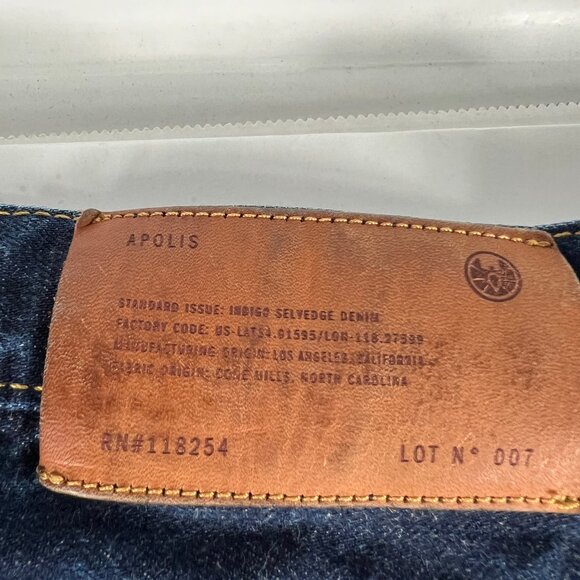 APOLIS
STANDARD ISSUE: INDIGO SELVEDGE DENIM
FACTORY CODE: US-LAT34.01595/LON-118.27599
MANUFACTURING ORIGIN: LOS ANGELES, CALIFORNIA
FABRIC ORIGIN: CONE MILLS, NORTH CAROLINA
RN#118254
LOT N° 007